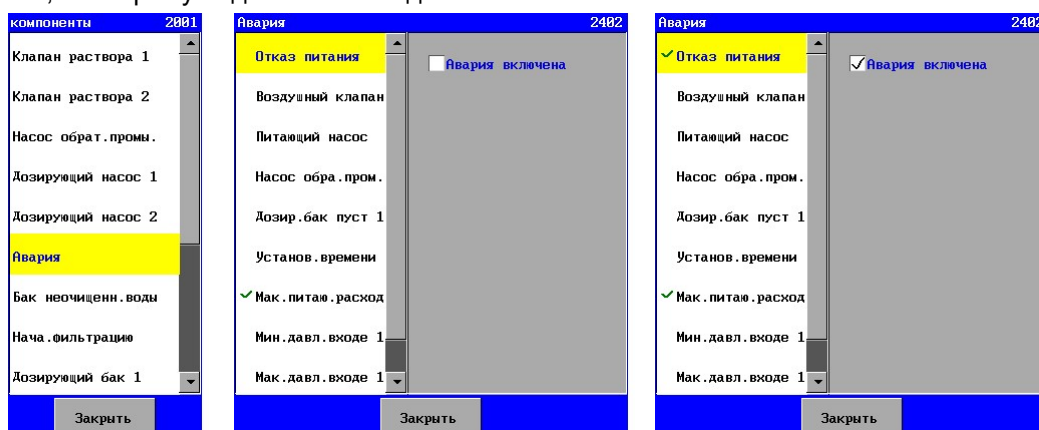 компоненты 2001
Клапан раствора 1
Клапан раствора 2
Насос обрат.промы.
Дозирующий насос 1
Дозирующий насос 2
Авария
Бак неочищенн.воды
Нача.фильтрацию
Дозирующий бак 1
Закрыть
Авария 2402
Отказ питания
Воздушный клапан
Питающий насос
Насос обра.пром.
Дозир.бак пуст 1
Установ.времени
Мак.питаю.расход
Мин.давл.входе 1
Мак.давл.входе 1
Авария включена
Закрыть
Авария 2402
Отказ питания
Воздушный клапан
Питающий насос
Насос обра.пром.
Дозир.бак пуст 1
Установ.времени
Мак.питаю.расход
Мин.давл.входе 1
Мак.давл.входе 1
Авария включена
Закрыть